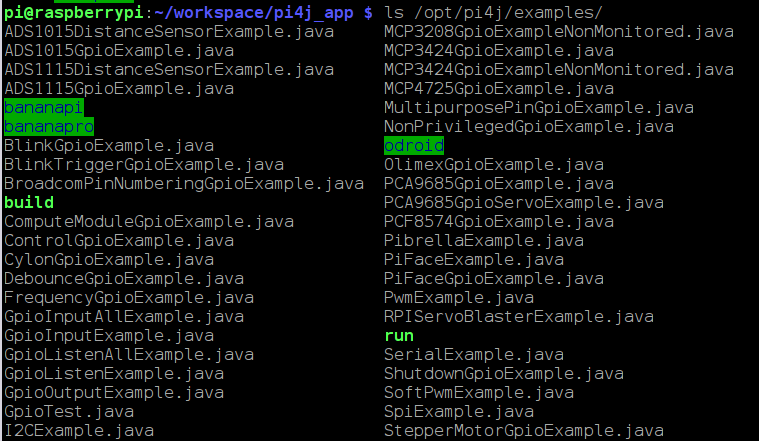 pi@raspberrypi:~/workspace/pi4j_app $ ls /opt/pi4j/examples/
ADS1015DistanceSensorExample.java MCP3208GpioExampleNonMonitored.java
ADS1015GpioExample.java MCP3424GpioExample.java
ADS1115DistanceSensorExample.java MCP3424GpioExampleNonMonitored.java
ADS1115GpioExample.java MCP4725GpioExample.java
bananapi MultipurposePinGpioExample.java
bananapro NonPrivilegedGpioExample.java
BlinkGpioExample.java odroid
BlinkTriggerGpioExample.java OlimexGpioExample.java
BroadcomPinNumberingGpioExample.java PCA9685GpioExample.java
build PCA9685GpioServoExample.java
ComputeModuleGpioExample.java PCF8574GpioExample.java
ControlGpioExample.java PibrellaExample.java
CylonGpioExample.java PiFaceExample.java
DebounceGpioExample.java PiFaceGpioExample.java
FrequencyGpioExample.java PwmExample.java
GpioInputAllExample.java RPIServoBlasterExample.java
GpioInputExample.java run
GpioListenAllExample.java SerialExample.java
GpioListenExample.java ShutdownGpioExample.java
GpioOutputExample.java SoftPwmExample.java
GpioTest.java SpiExample.java
I2CExample.java StepperMotorGpioExample.java